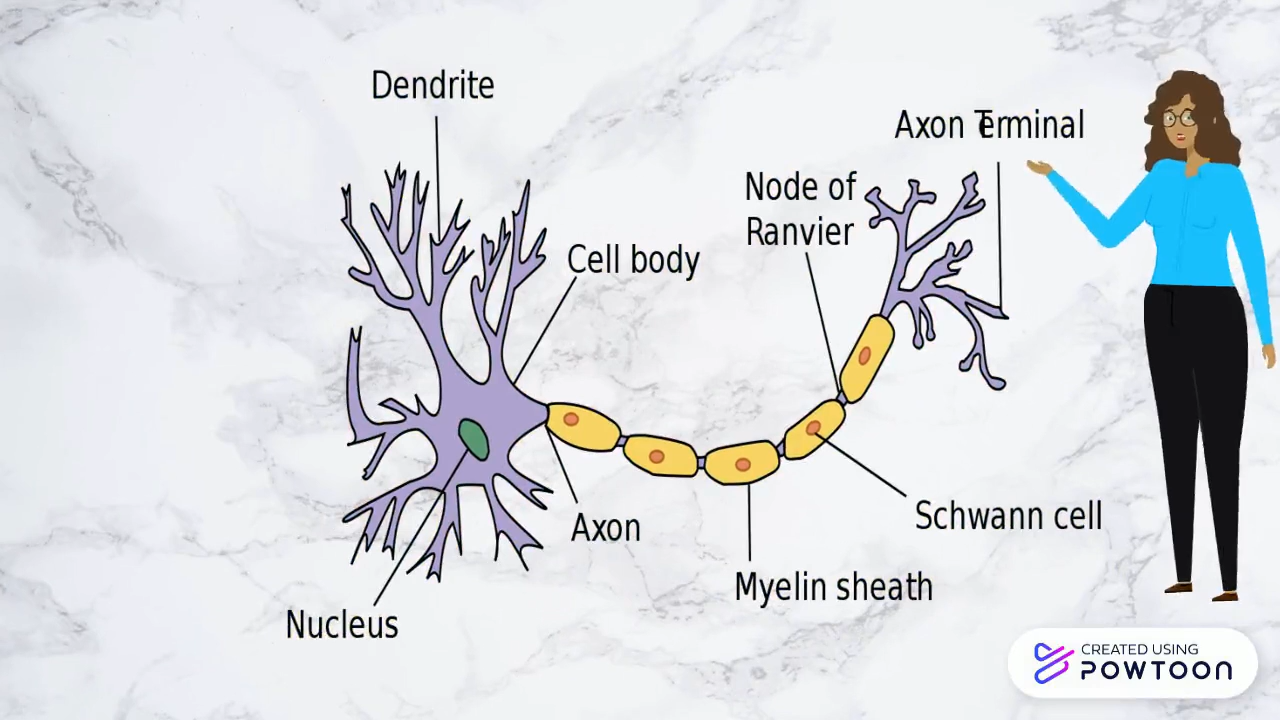 Dendrite
Axon Terminal
Node of
Ranvier
Cell body
Schwann cell
Axon
Myelin sheath
Nucleus
CREATED USING
POWTOON